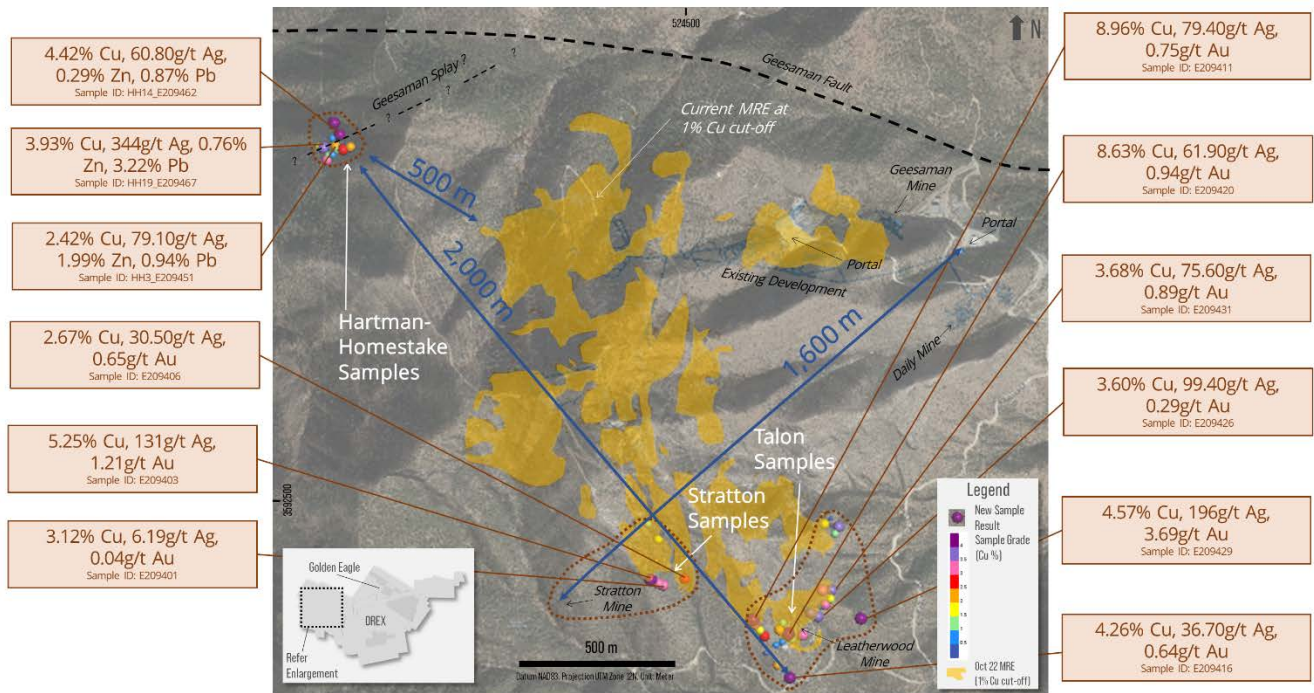 4.42% Cu, 60.80g/t Ag,
0.29% Zn, 0.87% Pb
Sample ID: HH14_E209462
3.93% Cu, 344g/t Ag, 0.76%
Zn, 3.22% Pb
Sample ID: HH19_E209467
2.42% Cu, 79.10g/t Ag,
1.99% Zn, 0.94% Pb
Sample ID: HH3_E209451
2.67% Cu, 30.50g/t Ag,
0.65g/t Au
Sample ID: E209406
5.25% Cu, 131g/t Ag,
1.21g/t Au
Sample ID: E209403
3.12% Cu, 6.19g/t Ag,
0.04g/t Au
Sample ID: E209401
524500
N
Geesaman Splay ?
?
?
?
?
Geesaman Fault
Current MRE at
1% Cu cut-off
500 m
2,000 m
1,600 m
Geesaman
Mine
Portal
Portal
Existing Development
Daily Mine
Hartman-
Homestake
Samples
Talon
Samples
Stratton
Samples
3592500
Stratton
Mine
Leatherwood
Mine
Golden Eagle
OREX
Refer
Enlargement
500 m
Datum NAD83. Projection UTM Zone 12N. Unit: Meter
Legend
New Sample
Result
Sample Grade
(Cu %)
Oct 22 MRE
(1% Cu cut-off)
8.96% Cu, 79.40g/t Ag,
0.75g/t Au
Sample ID: E209411
8.63% Cu, 61.90g/t Ag,
0.94g/t Au
Sample ID: E209420
3.68% Cu, 75.60g/t Ag,
0.89g/t Au
Sample ID: E209431
3.60% Cu, 99.40g/t Ag,
0.29g/t Au
Sample ID: E209426
4.57% Cu, 196g/t Ag,
3.69g/t Au
Sample ID: E209429
4.26% Cu, 36.70g/t Ag,
0.64g/t Au
Sample ID: E209416